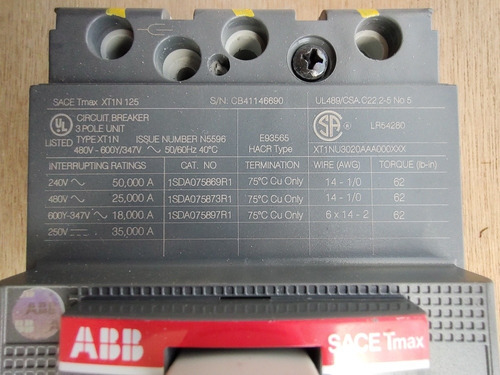 SACE Tmax XT1N 125 S/N: CB41146690 UL489/CSA C22.2-5 No 5
UL LISTED CIRCUIT BREAKER 3 POLE UNIT
TYPE XT1N ISSUE NUMBER N5596 E93565 SA LR54280
480V - 600Y/347V ~ 50/60Hz 40°C HACR Type XT1NU3020AAA000XXX
INTERRUPTING RATINGS CAT. NO TERMINATION WIRE (AWG) TORQUE (lb-in)
240V ~ 50,000 A 1SDA075869R1 75°C Cu Only 14 - 1/0 62
480V ~ 25,000 A 1SDA075873R1 75°C Cu Only 14 - 1/0 62
600Y-347V ~ 18,000 A 1SDA075897R1 75°C Cu Only 6 x 14 - 2 62
250V ⎓ 35,000 A
ABB
ABB SACE Tmax